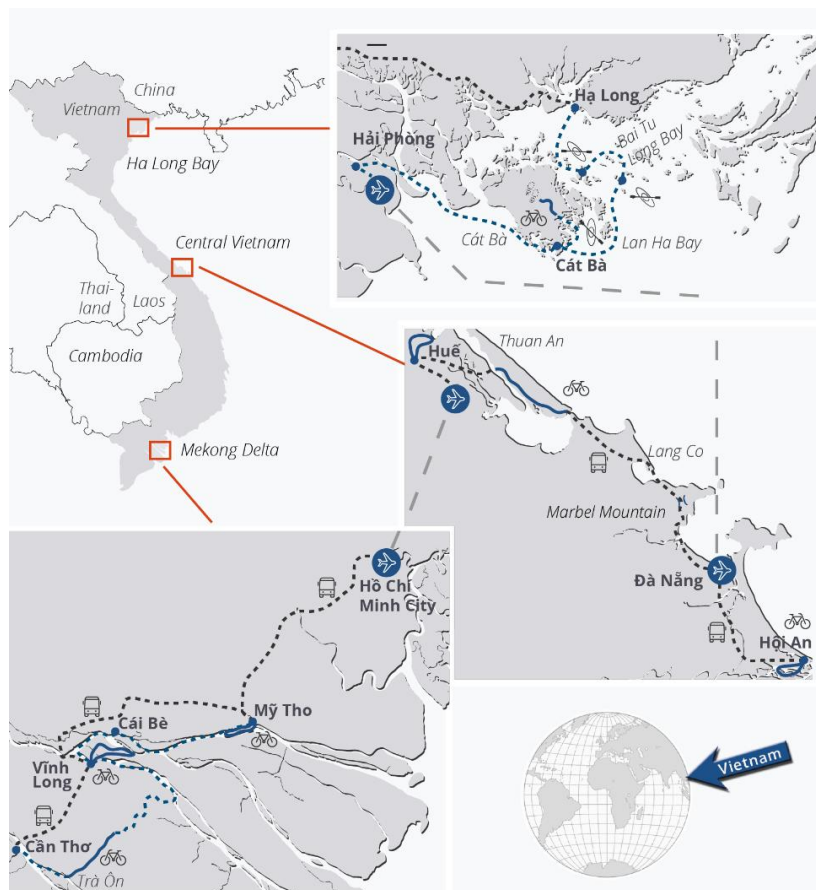 China
Vietnam
Ha Long Bay
Central Vietnam
Thai-
land
Laos
Cambodia
Mekong Delta
Hạ Long
Bai Tu
Long Bay
Hải Phòng
Cát Bà
Lan Ha Bay
Cát Bà
Huế
Thuan An
Lang Co
Marbel Mountain
Đà Nẵng
Hội An
Hồ Chí
Minh City
Mỹ Tho
Cái Bè
Vĩnh
Long
Cần Thơ
Trà Ôn
Vietnam